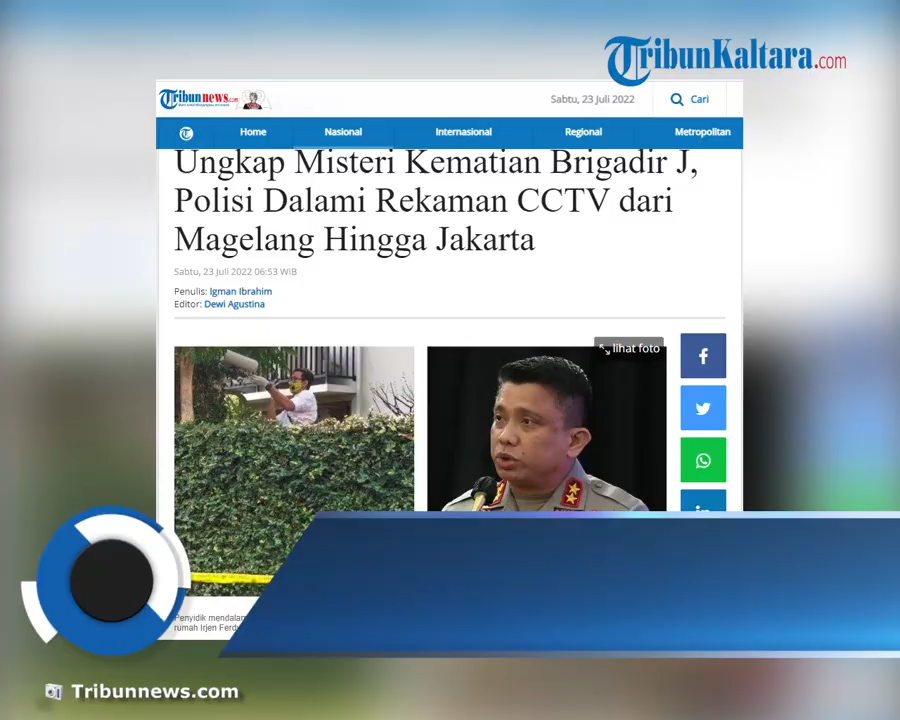 TribunKaltara.com
Tribunnews.com
Sabtu, 23 Juli 2022
Cari
Home
Nasional
Internasional
Regional
Metropolitan
Ungkap Misteri Kematian Brigadir J,
Polisi Dalami Rekaman CCTV dari
Magelang Hingga Jakarta
Sabtu, 23 Juli 2022 06:53 WIB
Penulis: Igman Ibrahim
Editor: Dewi Agustina
lihat foto
Penyidik mendalam
rumah Irjen Ferd
Tribunnews.com